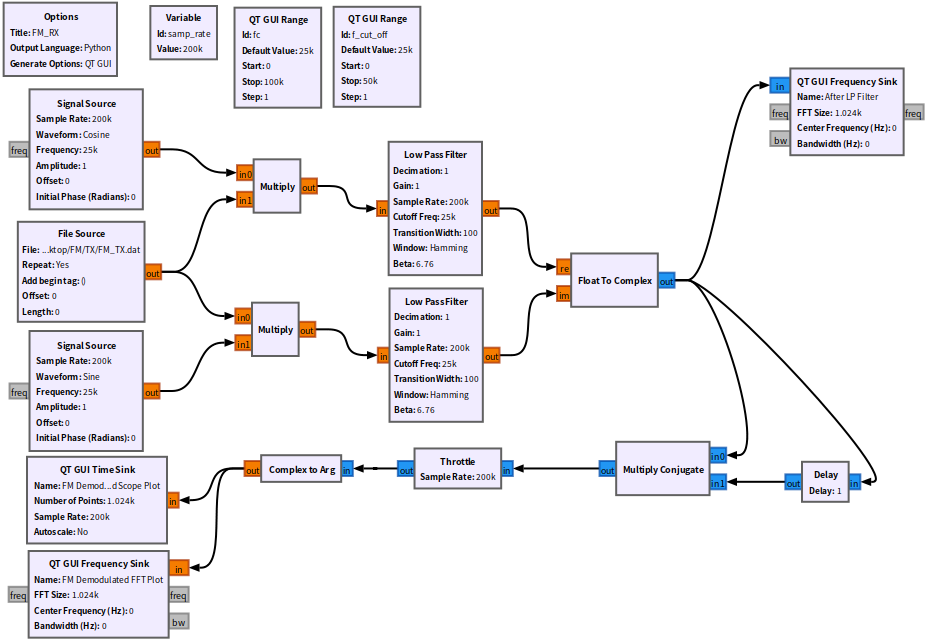 Options
Title: FM_RX
Output Language: Python
Generate Options: QT GUI
Variable
Id: samp_rate
Value: 200k
QT GUI Range
Id: fc
Default Value: 25k
Start: 0
Stop: 100k
Step: 1
QT GUI Range
Id: f_cut_off
Default Value: 25k
Start: 0
Stop: 50k
Step: 1
Signal Source
Sample Rate: 200k
Waveform: Cosine
Frequency: 25k
Amplitude: 1
Offset: 0
Initial Phase (Radians): 0
freq
out
File Source
File: ...ktop/FM/TX/FM_TX.dat
Repeat: Yes
Add begin tag: ()
Offset: 0
Length: 0
out
Signal Source
Sample Rate: 200k
Waveform: Sine
Frequency: 25k
Amplitude: 1
Offset: 0
Initial Phase (Radians): 0
freq
out
in0
in1
Multiply
out
in0
in1
Multiply
out
Low Pass Filter
Decimation: 1
Gain: 1
Sample Rate: 200k
Cutoff Freq: 25k
Transition Width: 100
Window: Hamming
Beta: 6.76
in
out
Low Pass Filter
Decimation: 1
Gain: 1
Sample Rate: 200k
Cutoff Freq: 25k
Transition Width: 100
Window: Hamming
Beta: 6.76
in
out
re
im
Float To Complex
out
QT GUI Frequency Sink
Name: After LP Filter
FFT Size: 1.024k
Center Frequency (Hz): 0
Bandwidth (Hz): 0
in
freq
bw
freq
Delay
Delay: 1
in
out
Multiply Conjugate
in0
in1
out
Throttle
Sample Rate: 200k
in
out
Complex to Arg
in
out
QT GUI Time Sink
Name: FM Demod...d Scope Plot
Number of Points: 1.024k
Sample Rate: 200k
Autoscale: No
in
QT GUI Frequency Sink
Name: FM Demodulated FFT Plot
FFT Size: 1.024k
Center Frequency (Hz): 0
Bandwidth (Hz): 0
freq
in
freq
bw